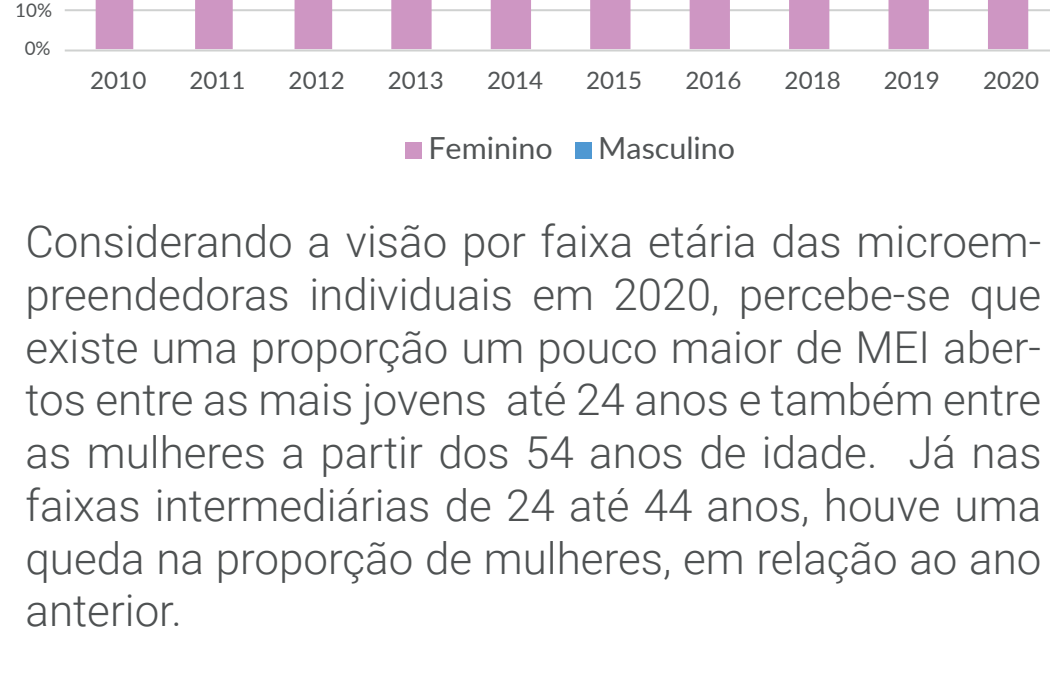 10%
0%
2010 2011 2012 2013 2014 2015 2016 2018 2019 2020
Feminino Masculino
Considerando a visão por faixa etária das microem-
preendedoras individuais em 2020, percebe-se que
existe uma proporção um pouco maior de MEI aber-
tos entre as mais jovens  até 24 anos e também entre
as mulheres a partir dos 54 anos de idade.  Já nas
faixas intermediárias de 24 até 44 anos, houve uma
queda na proporção de mulheres, em relação ao ano
anterior.